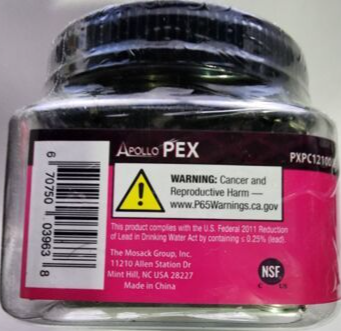 APOLLO PEX
PXPC12100
6 70750 03963 8
WARNING: Cancer and
Reproductive Harm —
www.P65Warnings.ca.gov
This product complies with the U.S. Federal 2011 Reduction
of Lead in Drinking Water Act by containing ≤ 0.25% (lead).
The Mosack Group, Inc.
11210 Allen Station Dr
Mint Hill, NC USA 28227
Made in China
NSF
C US